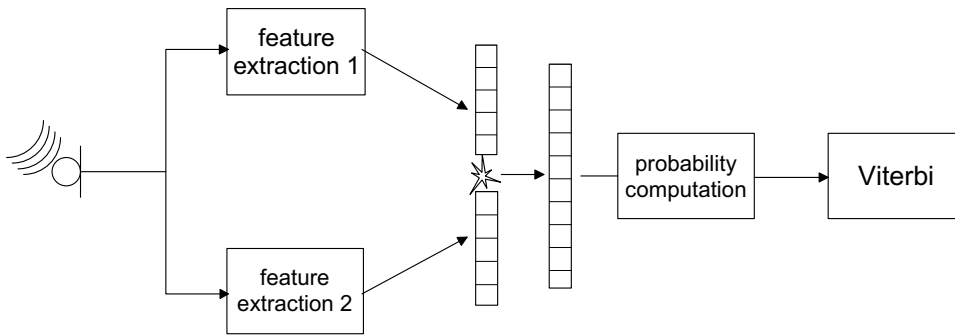 feature
extraction 1
feature
extraction 2
probability
computation
Viterbi